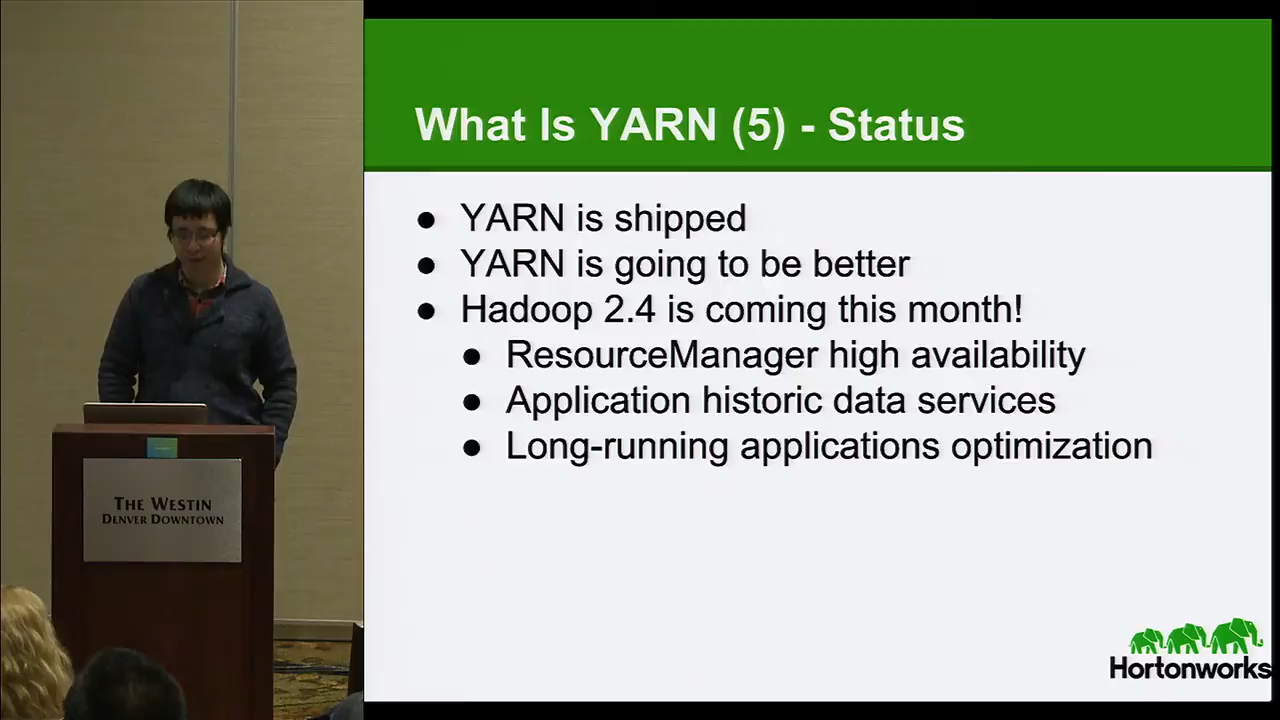 What Is YARN (5) - Status
● YARN is shipped
● YARN is going to be better
● Hadoop 2.4 is coming this month!
● ResourceManager high availability
● Application historic data services
● Long-running applications optimization
Hortonworks
THE WESTIN
DENVER DOWNTOWN